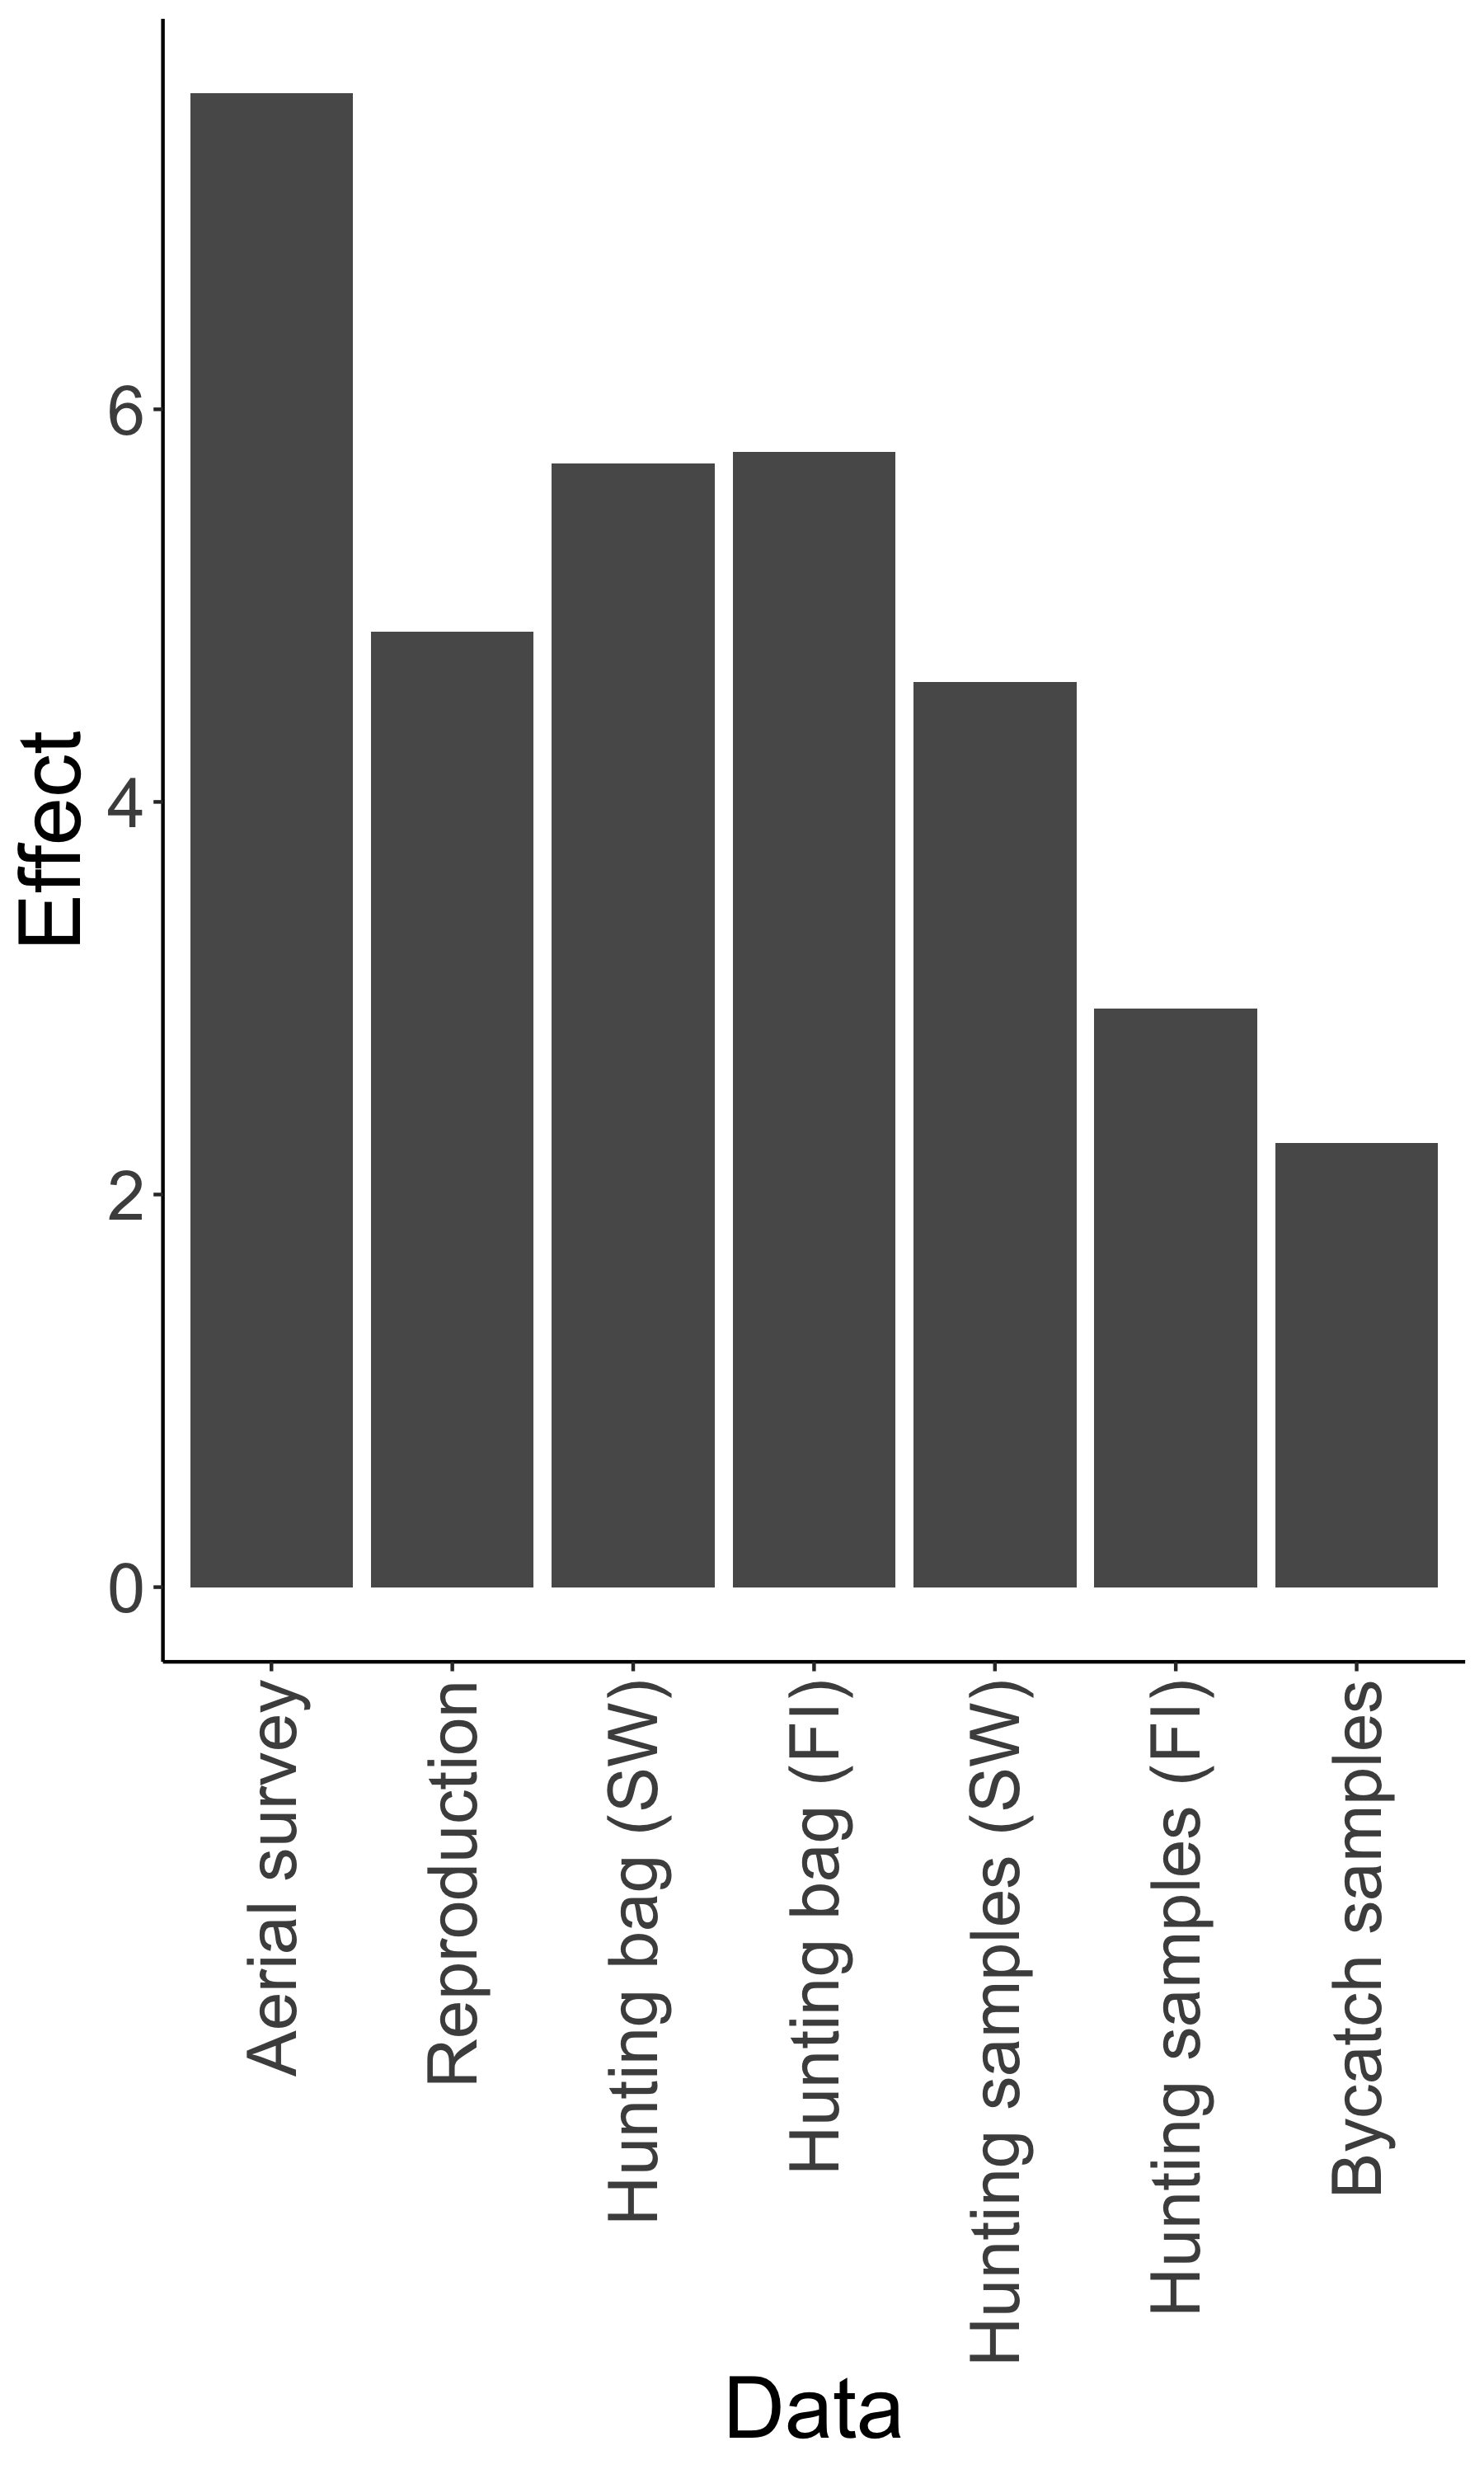 Effect
6
4
2
0
Aerial survey
Reproduction
Hunting bag (SW)
Hunting bag (FI)
Hunting samples (SW)
Hunting samples (FI)
Bycatch samples
Data